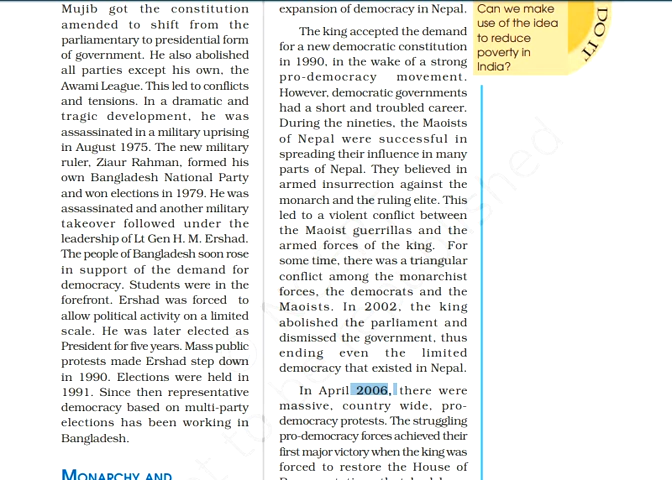 Mujib got the constitution
amended to shift from the
parliamentary to presidential form
of government. He also abolished
all parties except his own, the
Awami League. This led to conflicts
and tensions. In a dramatic and
tragic development, he was
assassinated in a military uprising
in August 1975. The new military
ruler, Ziaur Rahman, formed his
own Bangladesh National Party
and won elections in 1979. He was
assassinated and another military
takeover followed under the
leadership of Lt Gen H. M. Ershad.
The people of Bangladesh soon rose
in support of the demand for
democracy. Students were in the
forefront. Ershad was forced to
allow political activity on a limited
scale. He was later elected as
President for five years. Mass public
protests made Ershad step down
in 1990. Elections were held in
1991. Since then representative
democracy based on multi-party
elections has been working in
Bangladesh.
MONARCHY AND
expansion of democracy in Nepal.
The king accepted the demand
for a new democratic constitution
in 1990, in the wake of a strong
pro-democracy movement.
However, democratic governments
had a short and troubled career.
During the nineties, the Maoists
of Nepal were successful in
spreading their influence in many
parts of Nepal. They believed in
armed insurrection against the
monarch and the ruling elite. This
led to a violent conflict between
the Maoist guerrillas and the
armed forces of the king. For
some time, there was a triangular
conflict among the monarchist
forces, the democrats and the
Maoists. In 2002, the king
abolished the parliament and
dismissed the government, thus
ending even the limited
democracy that existed in Nepal.
In April 2006, there were
massive, country wide, pro-
democracy protests. The struggling
pro-democracy forces achieved their
first major victory when the king was
forced to restore the House of
Can we make
use of the idea
to reduce
poverty in
India?
DO IT